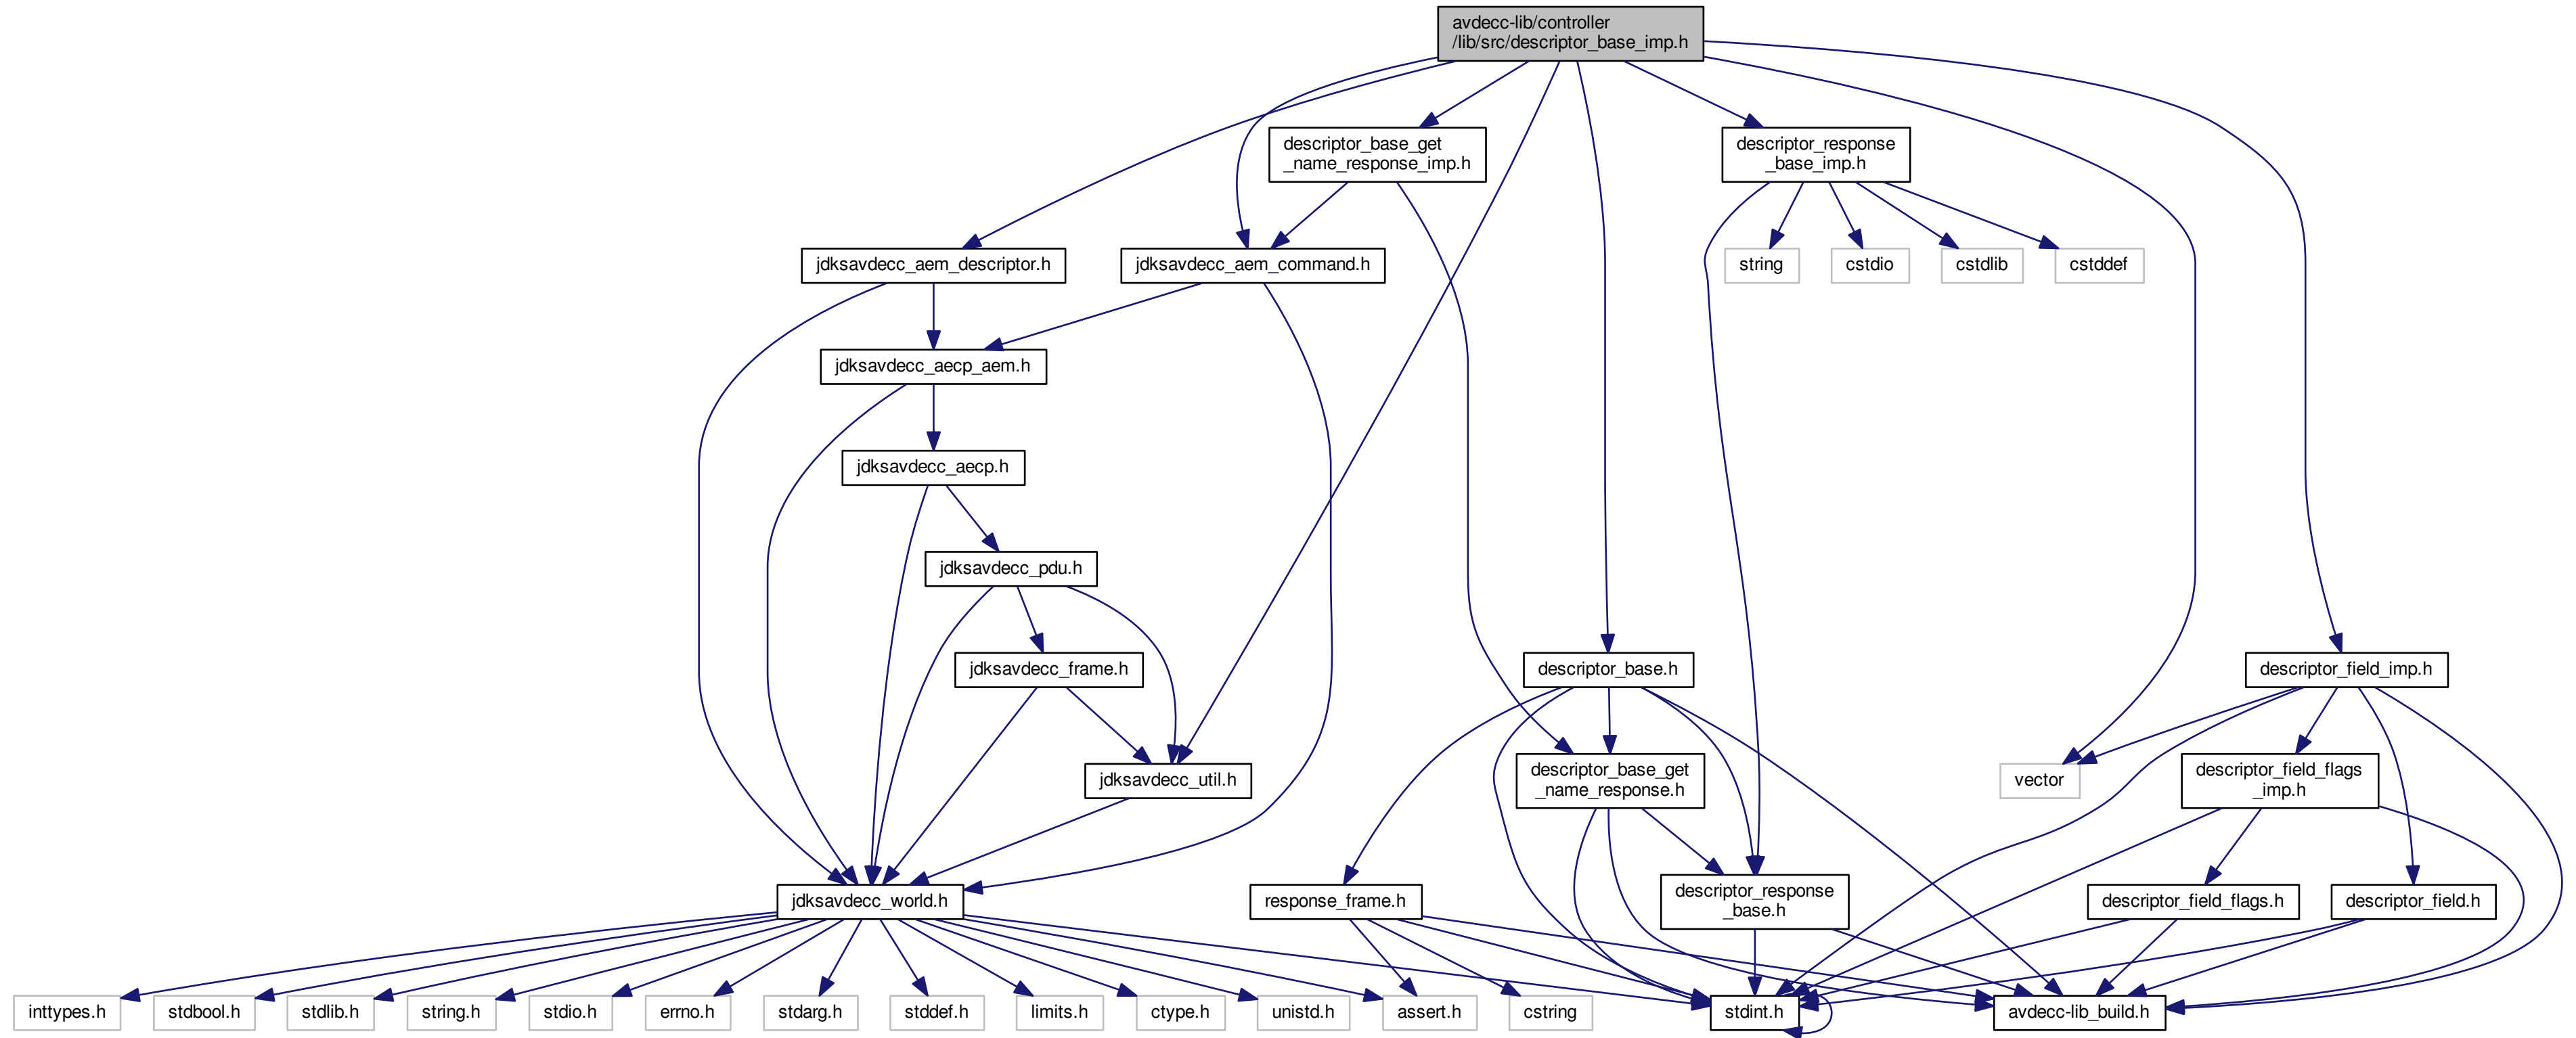 avdecc-lib/controller
/lib/src/descriptor_base_imp.h
descriptor_base_get
_name_response_imp.h
descriptor_response
_base_imp.h
jdksavdecc_aem_descriptor.h
jdksavdecc_aem_command.h
string
cstdio
cstdlib
cstddef
jdksavdecc_aecp_aem.h
jdksavdecc_aecp.h
jdksavdecc_pdu.h
jdksavdecc_frame.h
descriptor_base.h
descriptor_field_imp.h
jdksavdecc_util.h
descriptor_base_get
_name_response.h
vector
descriptor_field_flags
_imp.h
jdksavdecc_world.h
response_frame.h
descriptor_response
_base.h
descriptor_field_flags.h
descriptor_field.h
inttypes.h
stdbool.h
stdlib.h
string.h
stdio.h
errno.h
stdarg.h
stddef.h
limits.h
ctype.h
unistd.h
assert.h
cstring
stdint.h
avdecc-lib_build.h